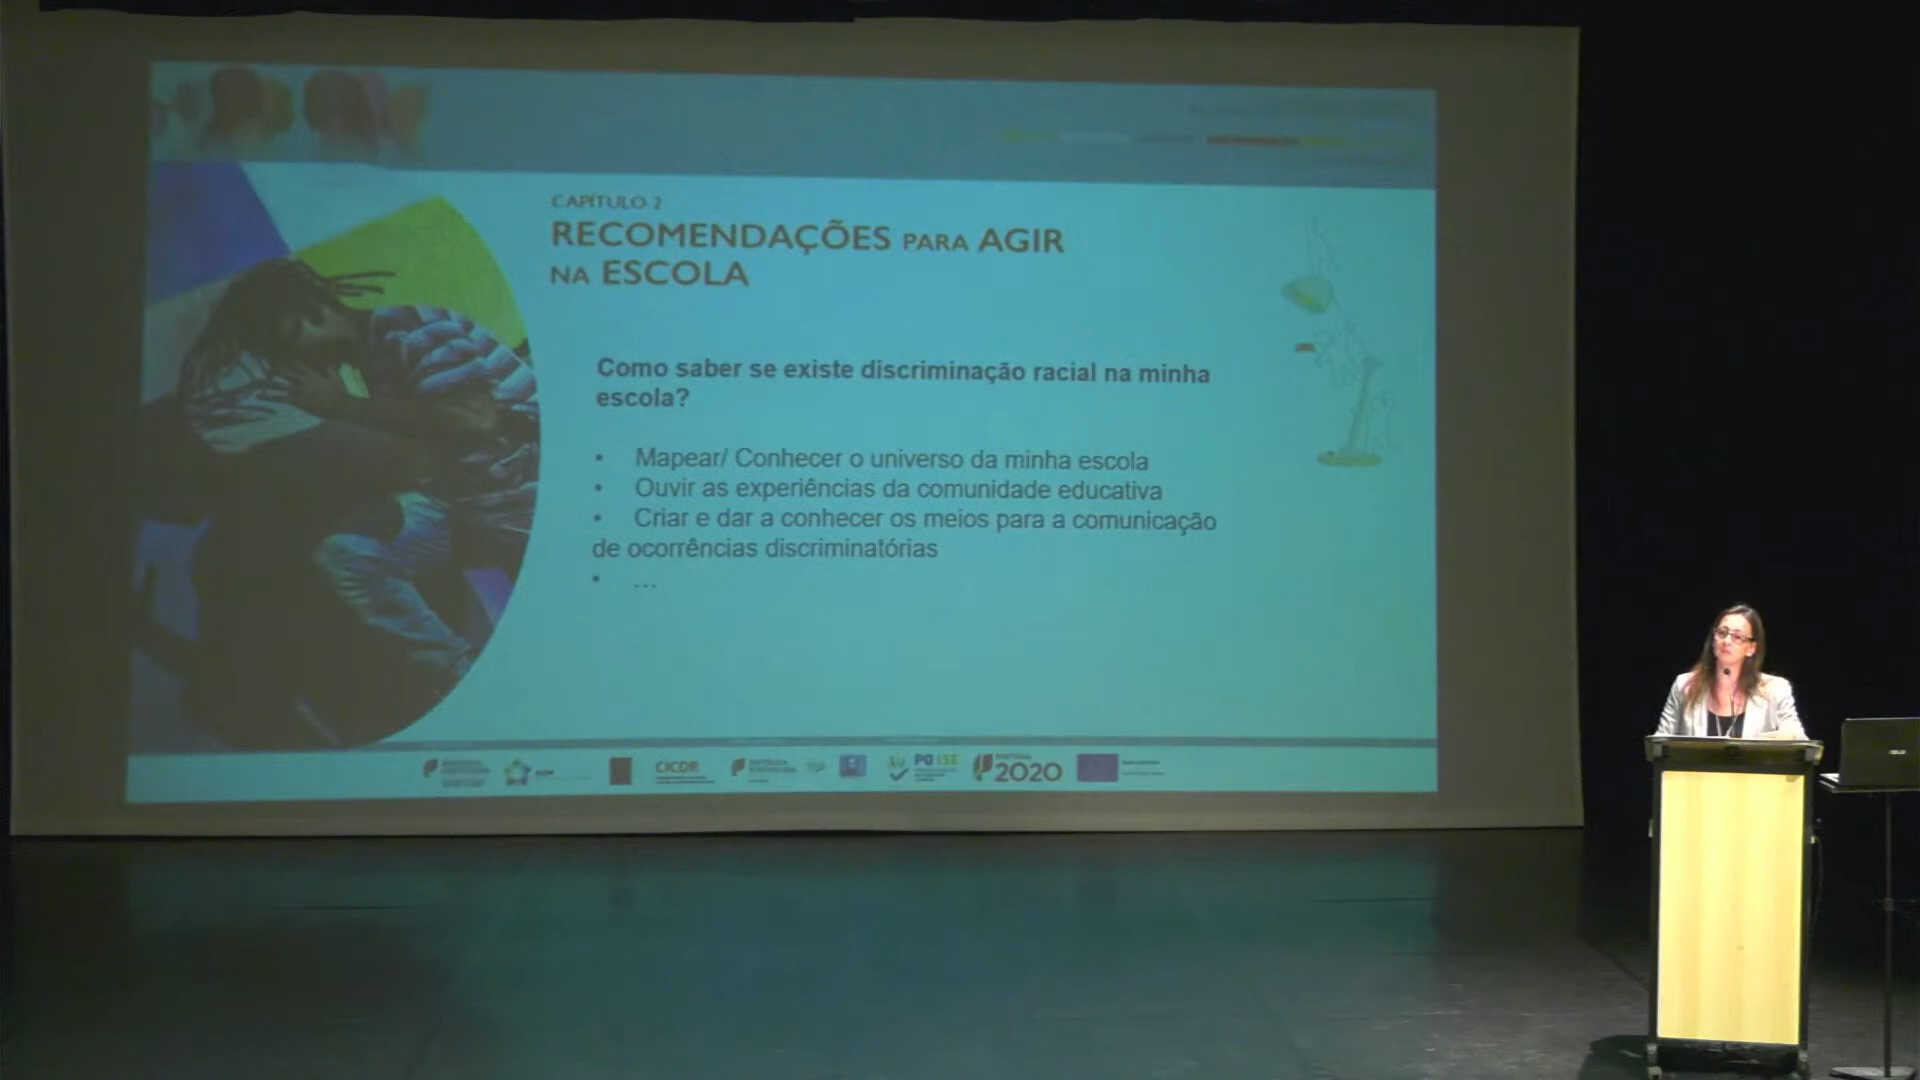 CAPÍTULO 2
RECOMENDAÇÕES PARA AGIR
NA ESCOLA
Como saber se existe discriminação racial na minha
escola?
• Mapear/ Conhecer o universo da minha escola
• Ouvir as experiências da comunidade educativa
• Criar e dar a conhecer os meios para a comunicação
de ocorrências discriminatórias
• ...
CICDR
PO ISE
PORTUGAL
2020